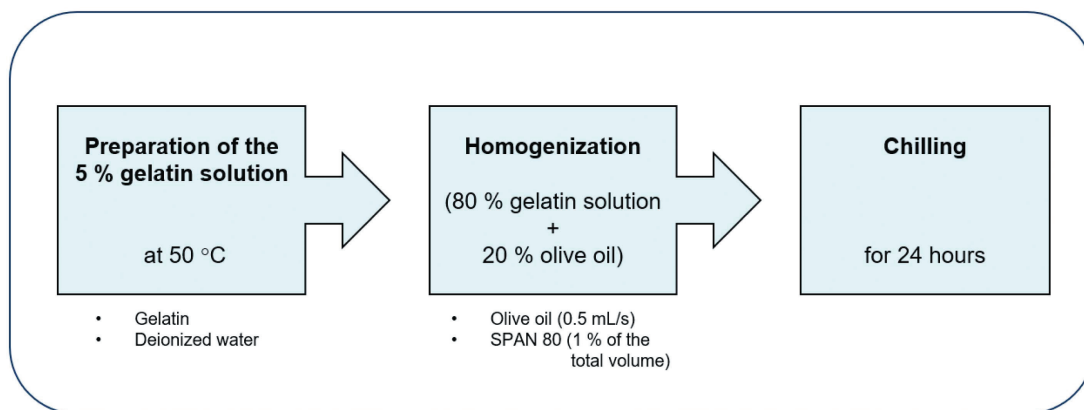 Preparation of the
5 % gelatin solution
at 50 °C
• Gelatin
• Deionized water
Homogenization
(80 % gelatin solution
+
20 % olive oil)
• Olive oil (0.5 mL/s)
• SPAN 80 (1 % of the
total volume)
Chilling
for 24 hours